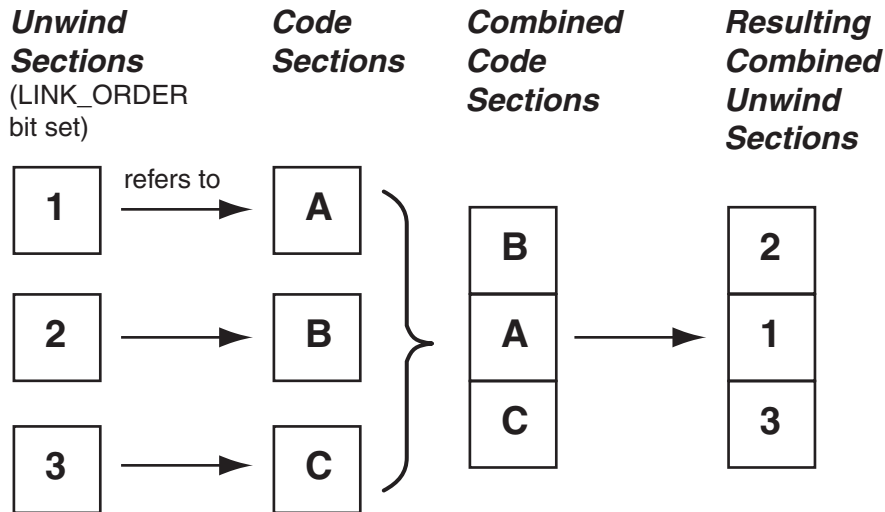 Unwind
Sections
(LINK_ORDER
bit set)
Code
Sections
Combined
Code
Sections
Resulting
Combined
Unwind
Sections
1
refers to
A
2
B
3
C
B
A
C
2
1
3